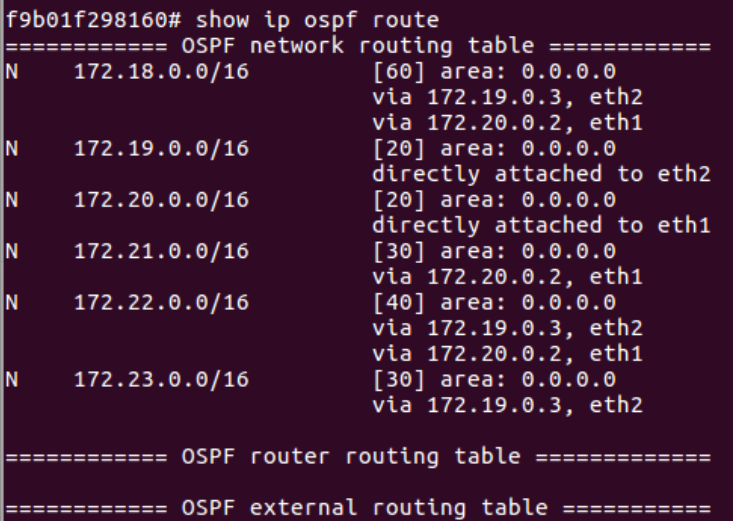 f9b01f298160# show ip ospf route
============ OSPF network routing table ============
N    172.18.0.0/16         [60] area: 0.0.0.0
                           via 172.19.0.3, eth2
                           via 172.20.0.2, eth1
N    172.19.0.0/16         [20] area: 0.0.0.0
                           directly attached to eth2
N    172.20.0.0/16         [20] area: 0.0.0.0
                           directly attached to eth1
N    172.21.0.0/16         [30] area: 0.0.0.0
                           via 172.20.0.2, eth1
N    172.22.0.0/16         [40] area: 0.0.0.0
                           via 172.19.0.3, eth2
                           via 172.20.0.2, eth1
N    172.23.0.0/16         [30] area: 0.0.0.0
                           via 172.19.0.3, eth2
============ OSPF router routing table =============
============ OSPF external routing table ===========